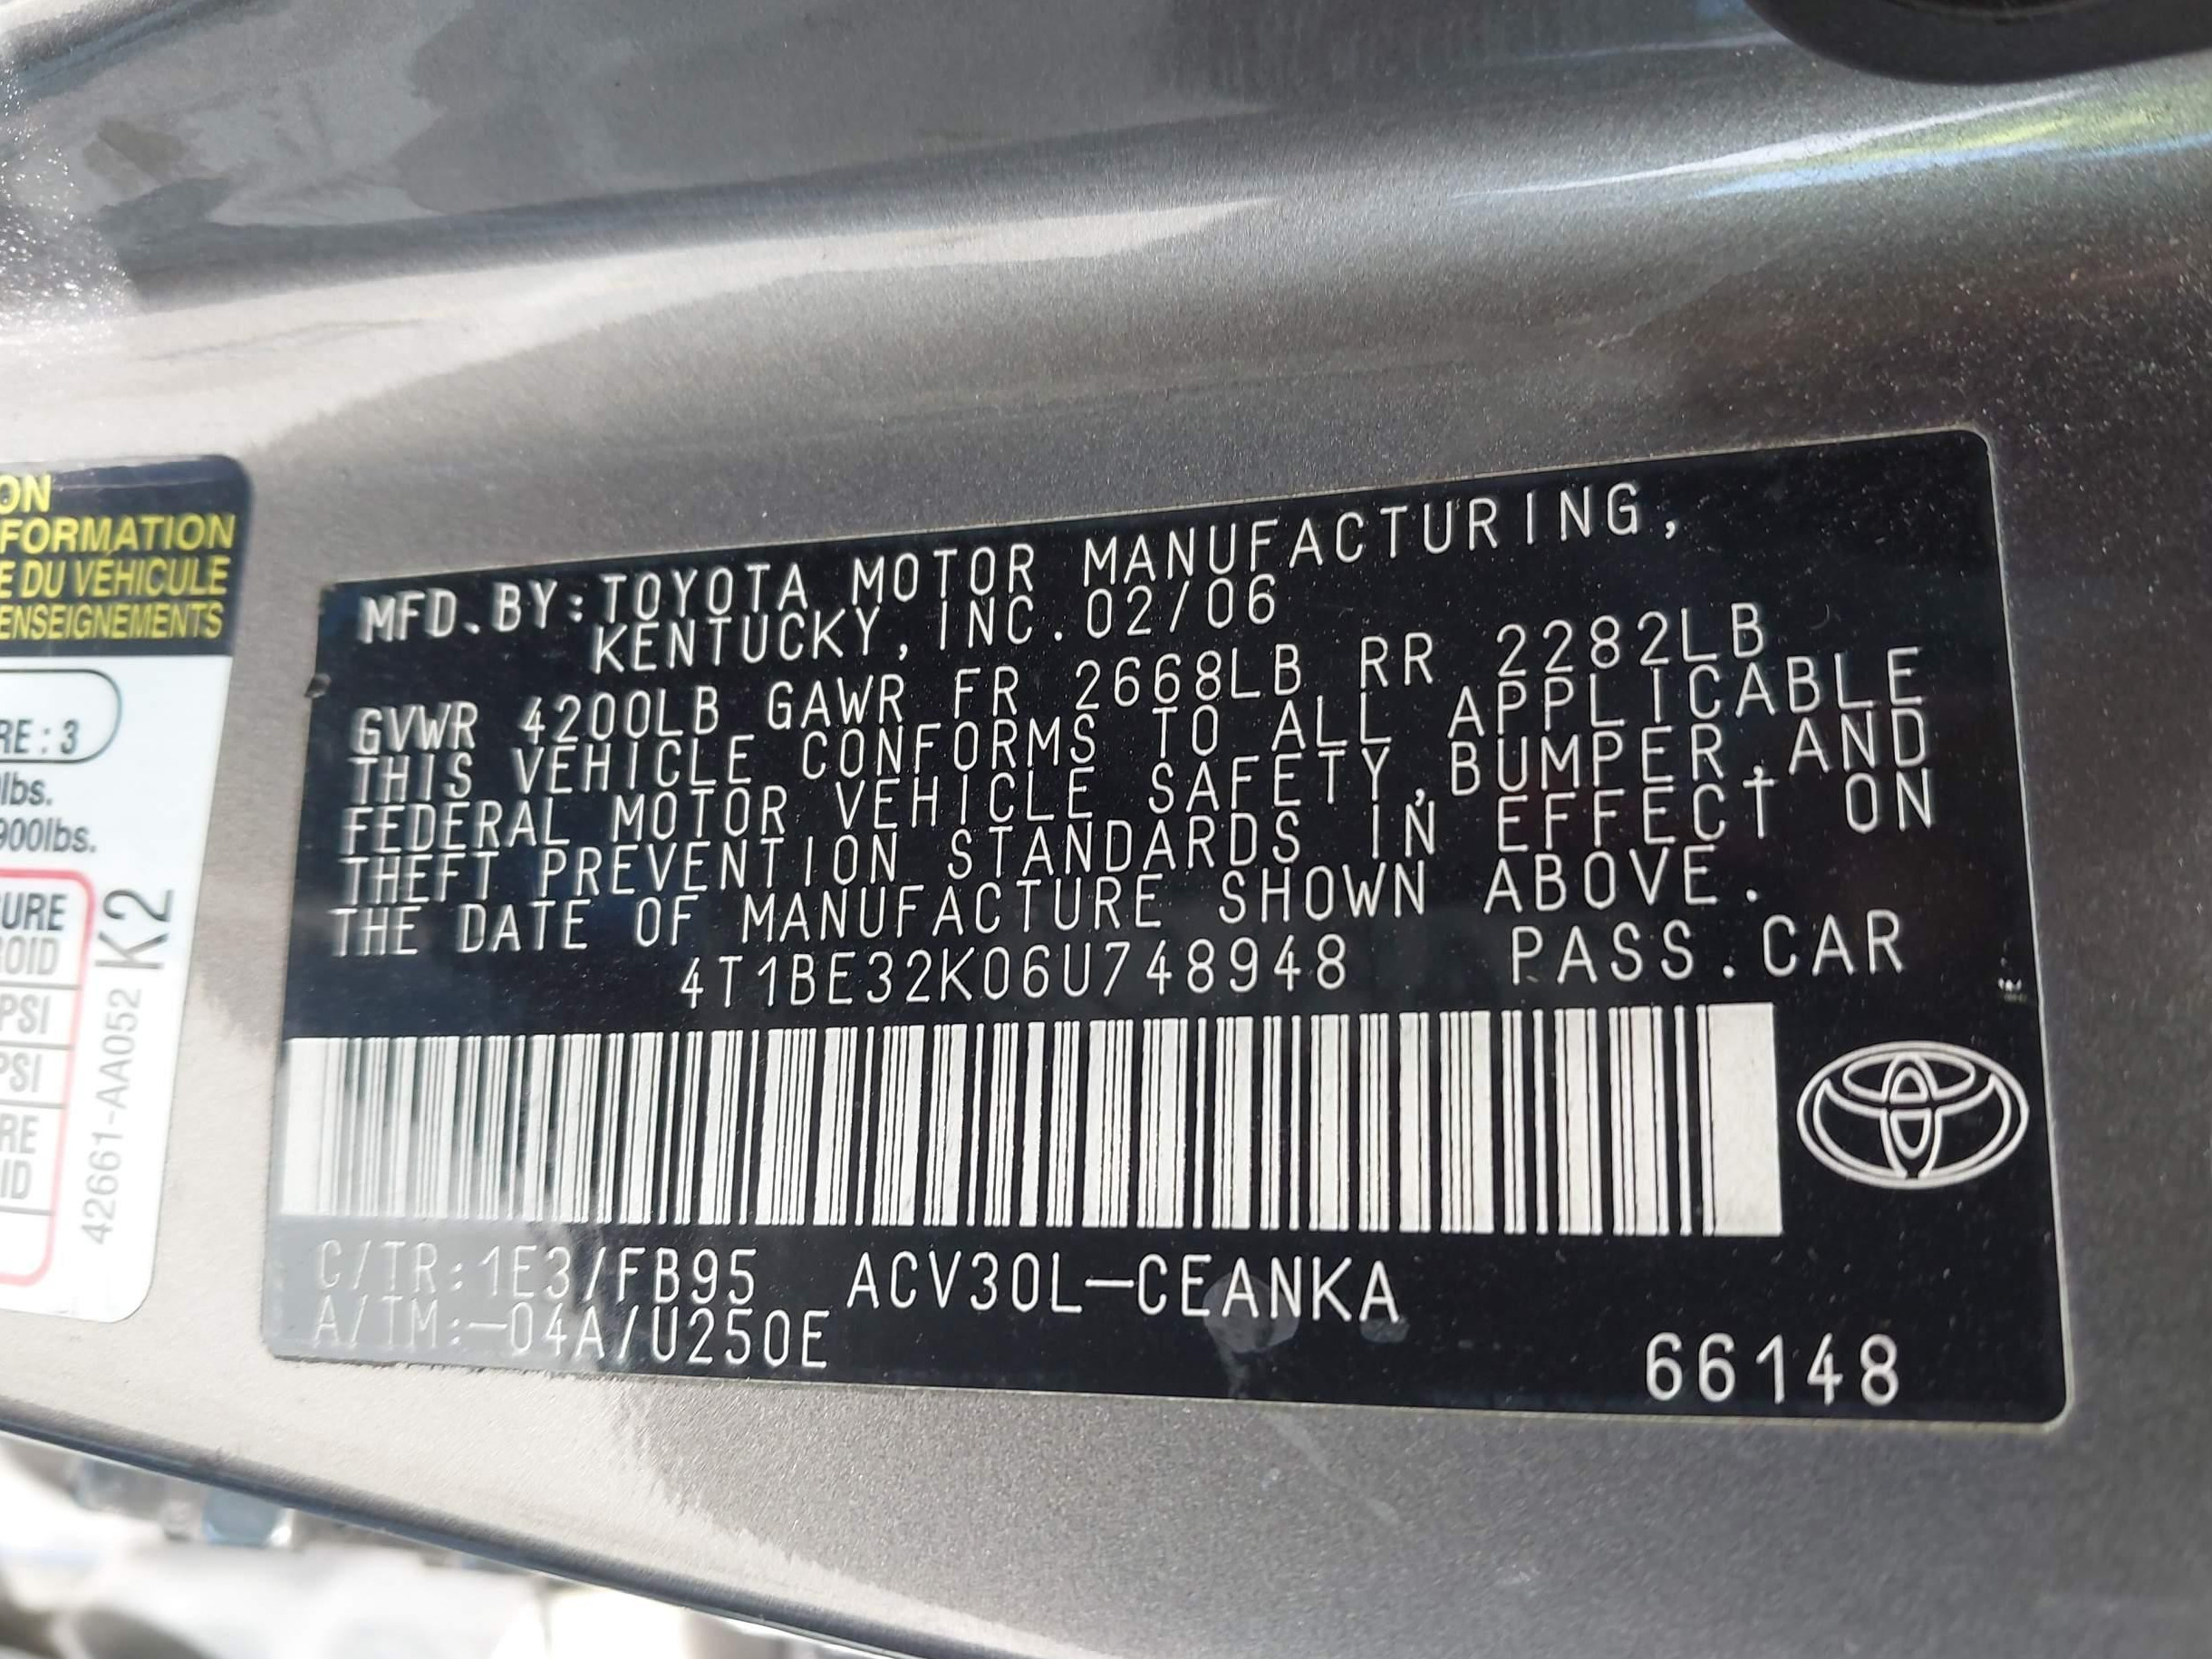 ON
FORMATION
E DU VÉHICULE
ENSEIGNEMENTS
RE : 3
lbs.
900lbs.
URE
OID
PSI
PSI
RE
ID
42661-AA052 K2
MFD.BY:TOYOTA MOTOR MANUFACTURING,
KENTUCKY, INC.02/06
GVWR 4200LB GAWR FR 2668LB RR 2282LB
THIS VEHICLE CONFORMS TO ALL APPLICABLE
FEDERAL MOTOR VEHICLE SAFETY,BUMPER,AND
THEFT PREVENTION STANDARDS IN EFFECT ON
THE DATE OF MANUFACTURE SHOWN ABOVE.
4T1BE32K06U748948 PASS.CAR
C/TR:1E3/FB95 ACV30L-CEANKA
A/TM:-04A/U250E
66148